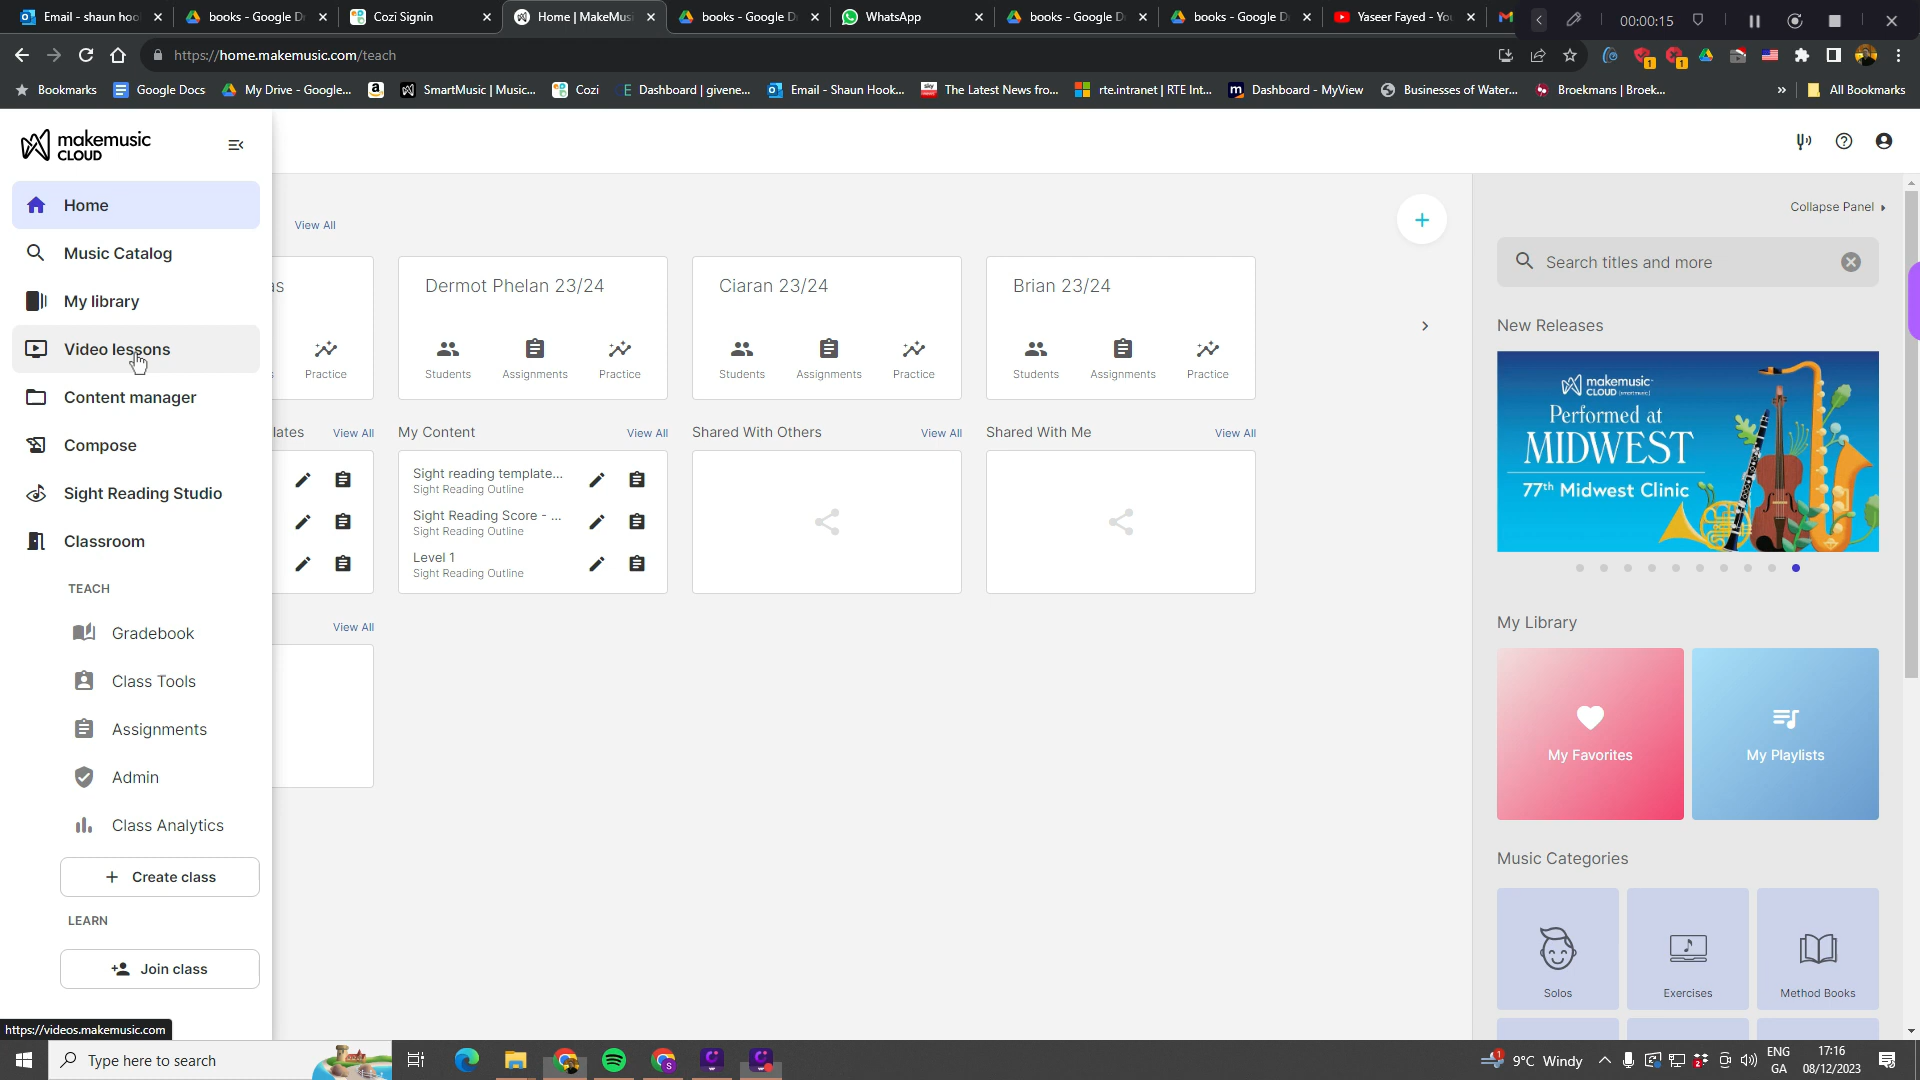 Email - shaun hoo
books - Google D
Cozi Signin
Home | MakeMus
books - Google D
WhatsApp
books - Google D
books - Google D
Yaseer Fayed - Yo
00:00:15
https://home.makemusic.com/teach
1
1
Bookmarks
Google Docs
My Drive - Google...
SmartMusic | Music...
Cozi
Dashboard | givene...
Email - Shaun Hook...
The Latest News fro...
rte.intranet | RTE Int...
Dashboard - MyView
Businesses of Water...
Broekmans | Broek...
All Bookmarks
makemusic
CLOUD
Home
Music Catalog
My library
Video lessons
Content manager
Compose
Sight Reading Studio
Classroom
TEACH
Gradebook
Class Tools
Assignments
Admin
Class Analytics
+ Create class
LEARN
Join class
https://videos.makemusic.com
View All
as
Practice
Dermot Phelan 23/24
Students
Assignments
Practice
Ciaran 23/24
Students
Assignments
Practice
Brian 23/24
Students
Assignments
Practice
lates
View All
My Content
View All
Sight reading template...
Sight Reading Outline
Sight Reading Score - ...
Sight Reading Outline
Level 1
Sight Reading Outline
Shared With Others
View All
Shared With Me
View All
View All
Collapse Panel
Search titles and more
New Releases
makemusic
CLOUD (smartmusic)
Performed at
MIDWEST
77th Midwest Clinic
My Library
My Favorites
My Playlists
Music Categories
Solos
Exercises
Method Books
Type here to search
9°C Windy
ENG
GA
17:16
08/12/2023